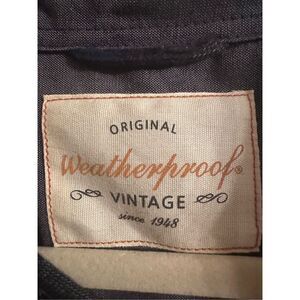 ORIGINAL
Weatherproof®
VINTAGE
since 1948